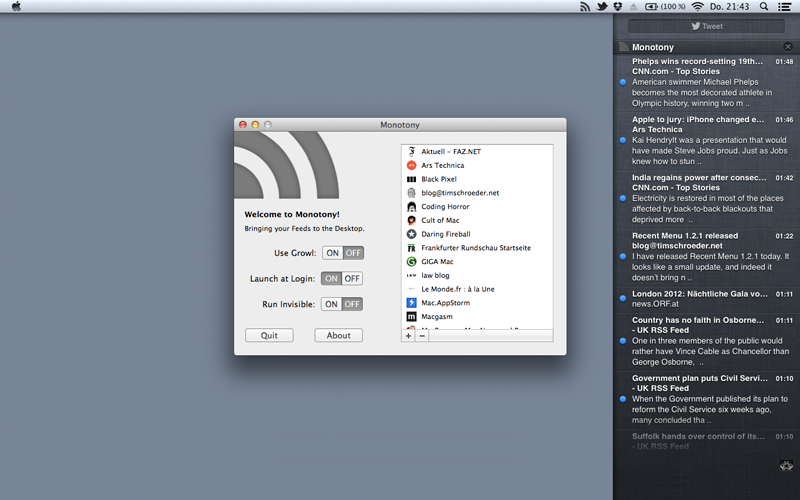 (100 %) Do. 21:43
Monotony
Welcome to Monotony!
Bringing your Feeds to the Desktop.
Use Growl: ON OFF
Launch at Login: ON OFF
Run Invisible: ON OFF
Quit About
Aktuell – FAZ.NET
Ars Technica
Black Pixel
blog@timschroeder.net
Coding Horror
Cult of Mac
Daring Fireball
Frankfurter Rundschau Startseite
GIGA Mac
law blog
Le Monde.fr : à la Une
Mac.AppStorm
Macgasm
+ −
Tweet
Monotony
Phelps wins record-setting 19th... 01:48
CNN.com - Top Stories
American swimmer Michael Phelps
becomes the most decorated athlete in
Olympic history, winning two m ..
Apple to jury: iPhone changed e... 01:46
Ars Technica
Kai Hendrylt was a presentation that would
have made Steve Jobs proud. Just as Jobs
knew how to stun ..
India regains power after consec... 01:42
CNN.com - Top Stories
Electricity is restored in most of the places
affected by back-to-back blackouts that
deprived more ..
Recent Menu 1.2.1 released 01:22
blog@timschroeder.net
I have released Recent Menu 1.2.1 today. It
looks like a small update, and indeed it
doesn't bring n ..
London 2012: Nächtliche Gala vo... 01:11
news.ORF.at
Country has no faith in Osborne... 01:11
- UK RSS Feed
One in three members of the public would
rather have Vince Cable as Chancellor than
George Osborne, ..
Government plan puts Civil Servi... 01:10
- UK RSS Feed
When the Government published its plan to
reform the Civil Service six weeks ago,
many concluded tha ..
Suffolk hands over control of its... 01:10
- UK RSS Feed